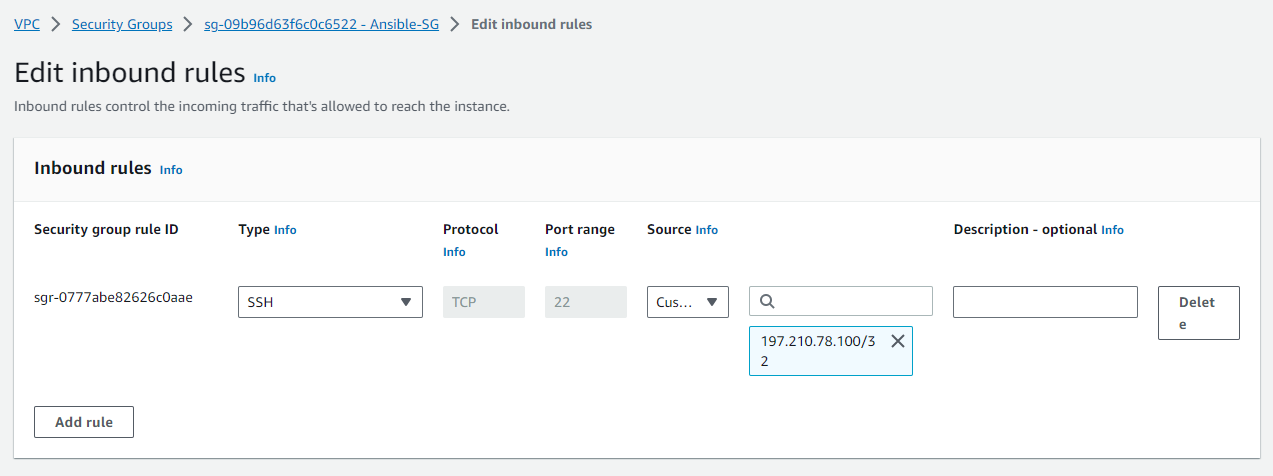 VPC > Security Groups > sg-09b96d63f6c0c6522 - Ansible-SG > Edit inbound rules
Edit inbound rules Info
Inbound rules control the incoming traffic that's allowed to reach the instance.
Inbound rules Info
Security group rule ID Type Info Protocol Port range Source Info Description - optional Info
Info Info
sgr-0777abe82626c0aae SSH TCP 22 Cus... Delet
e
197.210.78.100/3
2
Add rule